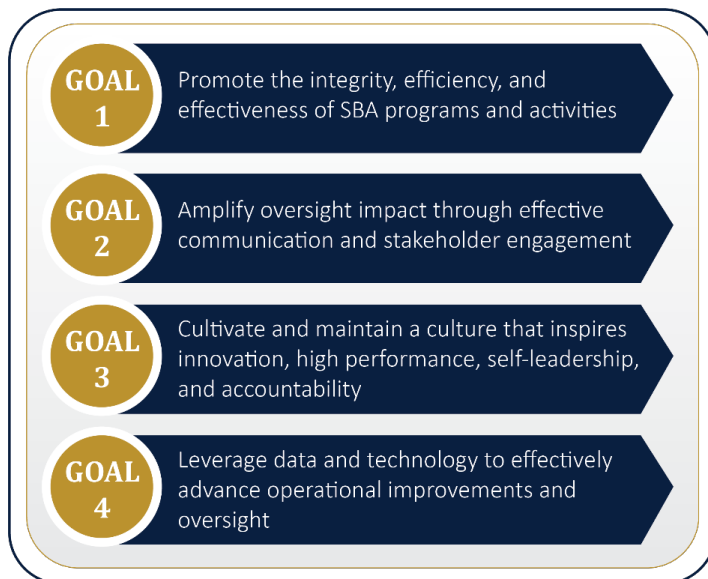 GOAL
1
Promote the integrity, efficiency, and
effectiveness of SBA programs and activities
GOAL
2
Amplify oversight impact through effective
communication and stakeholder engagement
GOAL
3
Cultivate and maintain a culture that inspires
innovation, high performance, self-leadership,
and accountability
GOAL
4
Leverage data and technology to effectively
advance operational improvements and
oversight